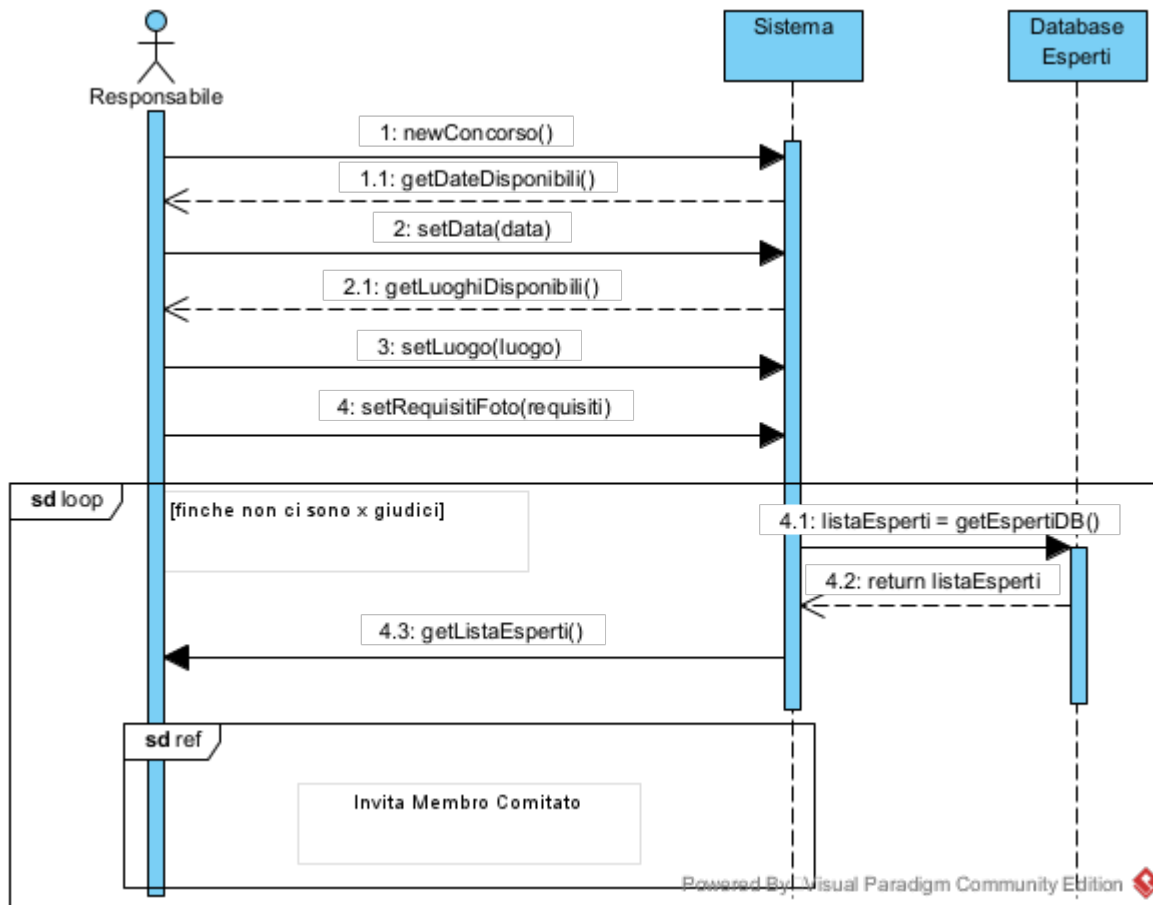 Sistema
Database
Esperti
Responsabile
1: newConcorso()
1.1: getDateDisponibili()
2: setData(data)
2.1: getLuoghiDisponibili()
3: setLuogo(luogo)
4: setRequisitiFoto(requisiti)
sd loop
[finche non ci sono x giudici]
4.1: listaEsperti = getEspertiDB()
4.2: return listaEsperti
4.3: getListaEsperti()
sd ref
Invita Membro Comitato
Powered By: Visual Paradigm Community Edition